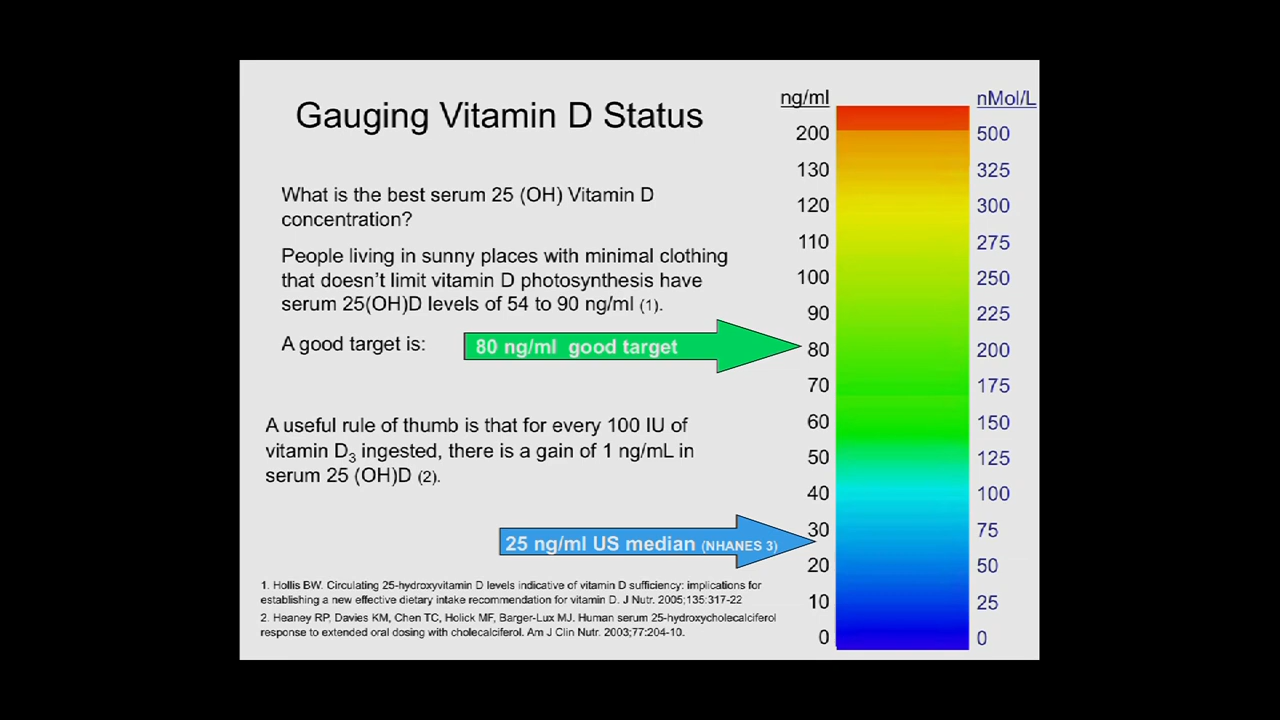 Gauging Vitamin D Status
What is the best serum 25 (OH) Vitamin D
concentration?
People living in sunny places with minimal clothing
that doesn't limit vitamin D photosynthesis have
serum 25(OH)D levels of 54 to 90 ng/ml (1).
A good target is:
80 ng/ml good target
A useful rule of thumb is that for every 100 IU of
vitamin D3 ingested, there is a gain of 1 ng/mL in
serum 25 (OH)D (2).
25 ng/ml US median (NHANES 3)
1. Hollis BW. Circulating 25-hydroxyvitamin D levels indicative of vitamin D sufficiency: implications for
establishing a new effective dietary intake recommendation for vitamin D. J Nutr. 2005;135:317-22
2. Heaney RP, Davies KM, Chen TC, Holick MF, Barger-Lux MJ. Human serum 25-hydroxycholecalciferol
response to extended oral dosing with cholecalciferol. Am J Clin Nutr. 2003;77:204-10.
ng/ml nMol/L
200 500
130 325
120 300
110 275
100 250
90 225
80 200
70 175
60 150
50 125
40 100
30 75
20 50
10 25
0 0